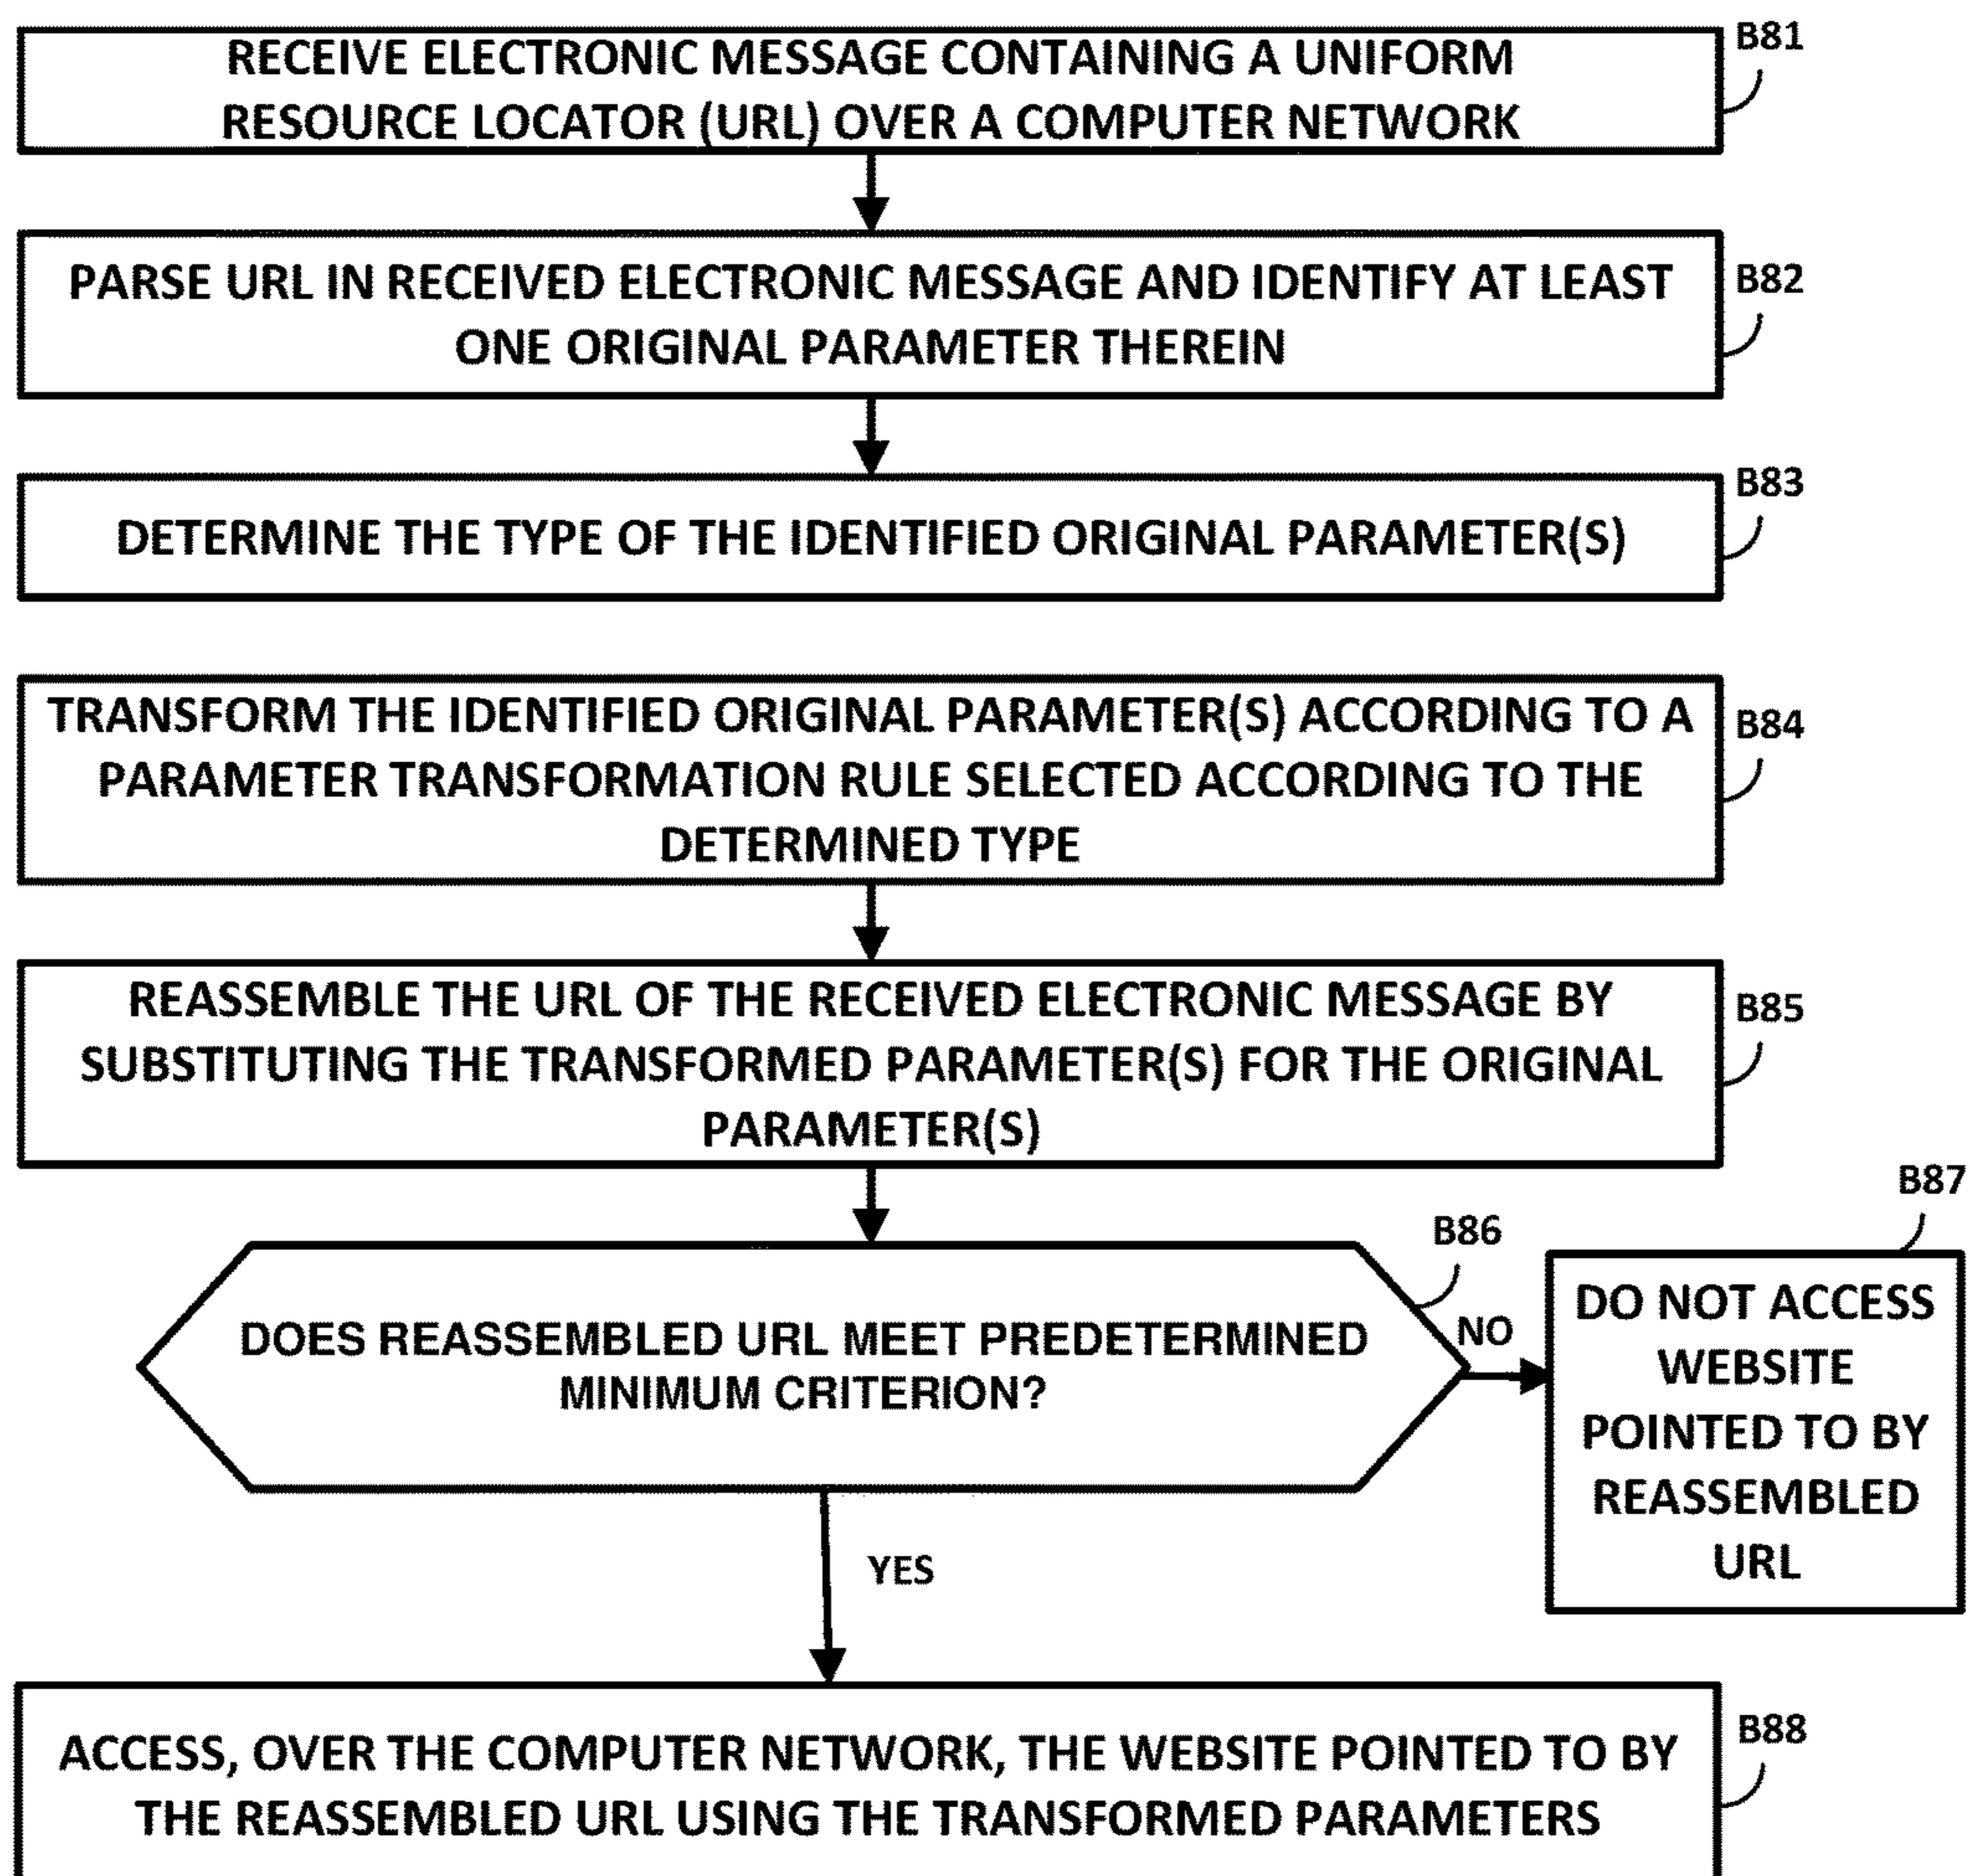 RECEIVE ELECTRONIC MESSAGE CONTAINING A UNIFORM
RESOURCE LOCATOR (URL) OVER A COMPUTER NETWORK
B81
PARSE URL IN RECEIVED ELECTRONIC MESSAGE AND IDENTIFY AT LEAST
ONE ORIGINAL PARAMETER THEREIN
B82
DETERMINE THE TYPE OF THE IDENTIFIED ORIGINAL PARAMETER(S)
B83
TRANSFORM THE IDENTIFIED ORIGINAL PARAMETER(S) ACCORDING TO A
PARAMETER TRANSFORMATION RULE SELECTED ACCORDING TO THE
DETERMINED TYPE
B84
REASSEMBLE THE URL OF THE RECEIVED ELECTRONIC MESSAGE BY
SUBSTITUTING THE TRANSFORMED PARAMETER(S) FOR THE ORIGINAL
PARAMETER(S)
B85
DOES REASSEMBLED URL MEET PREDETERMINED
MINIMUM CRITERION?
B86
NO
B87
DO NOT ACCESS
WEBSITE
POINTED TO BY
REASSEMBLED
URL
YES
ACCESS, OVER THE COMPUTER NETWORK, THE WEBSITE POINTED TO BY
THE REASSEMBLED URL USING THE TRANSFORMED PARAMETERS
B88